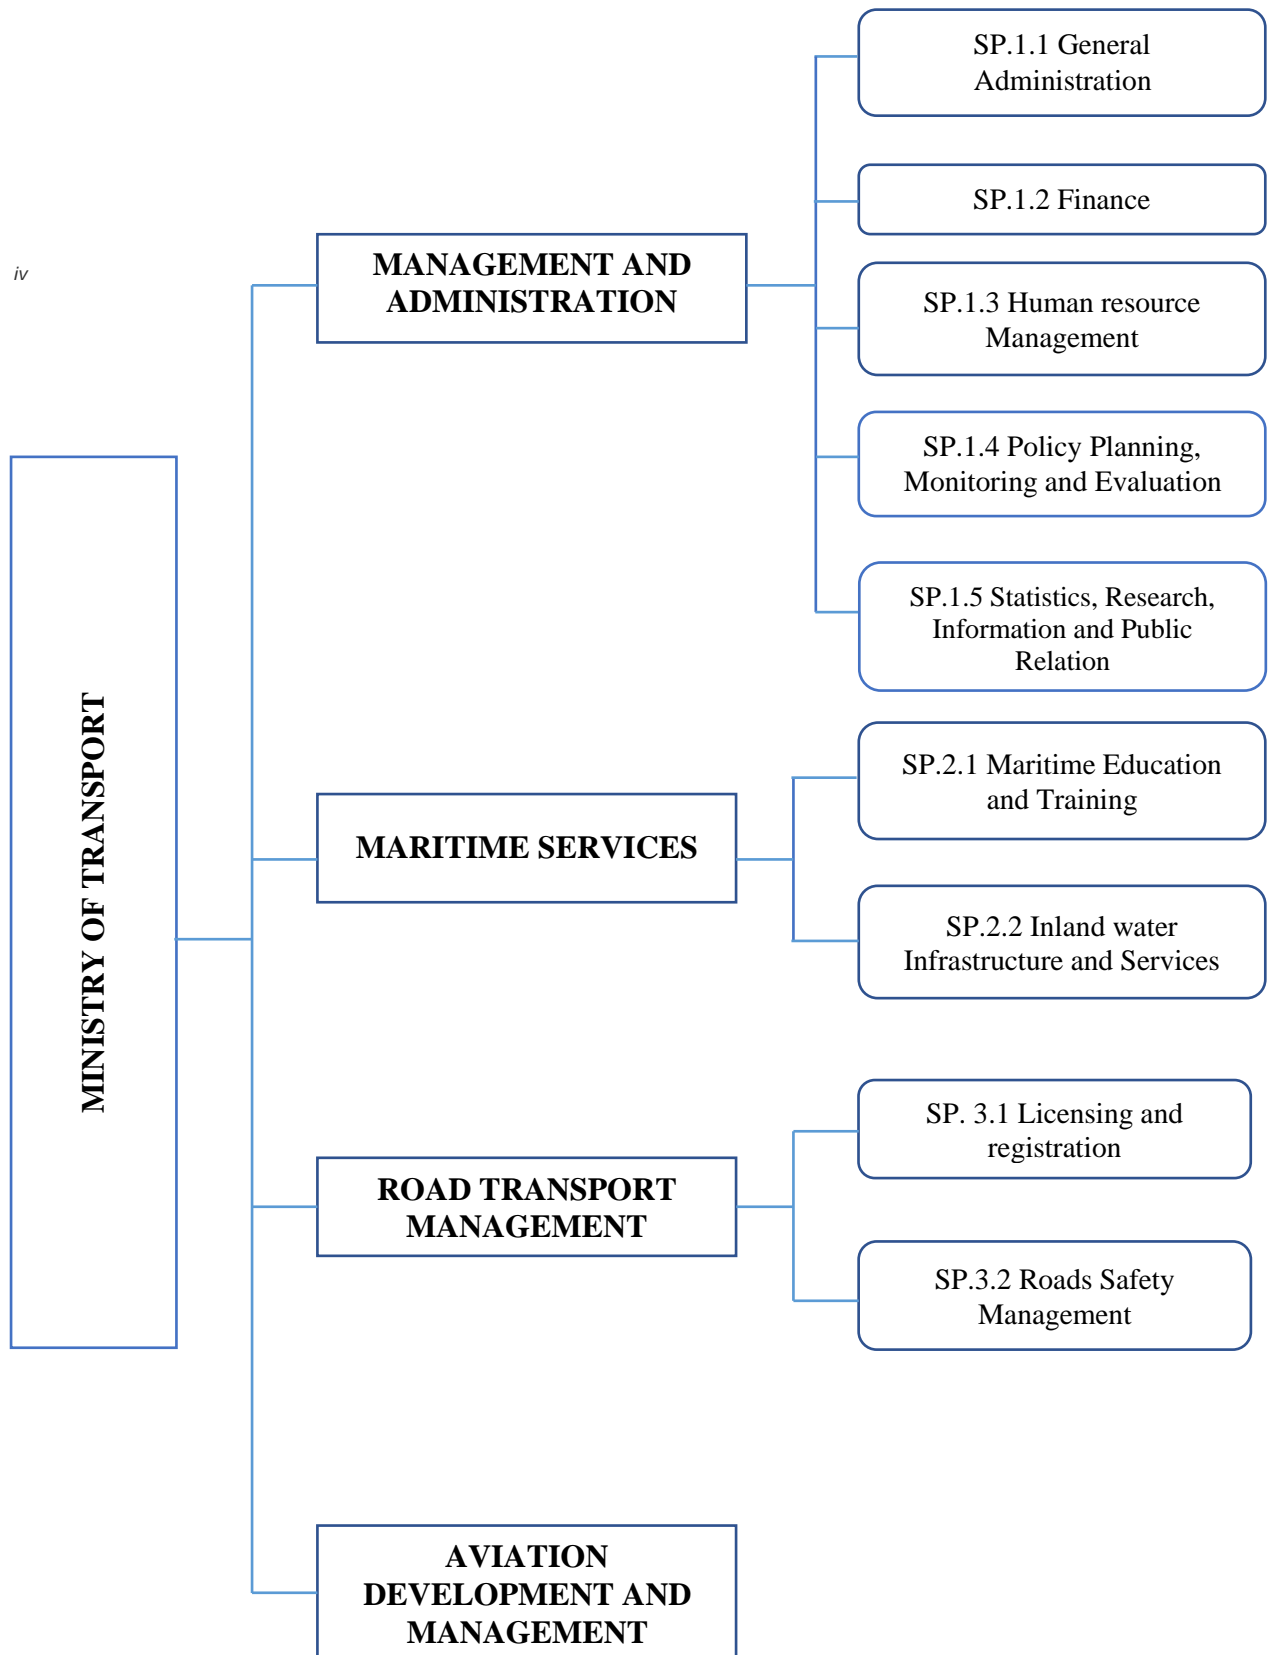 iv
MINISTRY OF TRANSPORT
MANAGEMENT AND
ADMINISTRATION
SP.1.1 General
Administration
SP.1.2 Finance
SP.1.3 Human resource
Management
SP.1.4 Policy Planning,
Monitoring and Evaluation
SP.1.5 Statistics, Research,
Information and Public
Relation
MARITIME SERVICES
SP.2.1 Maritime Education
and Training
SP.2.2 Inland water
Infrastructure and Services
ROAD TRANSPORT
MANAGEMENT
SP. 3.1 Licensing and
registration
SP.3.2 Roads Safety
Management
AVIATION
DEVELOPMENT AND
MANAGEMENT